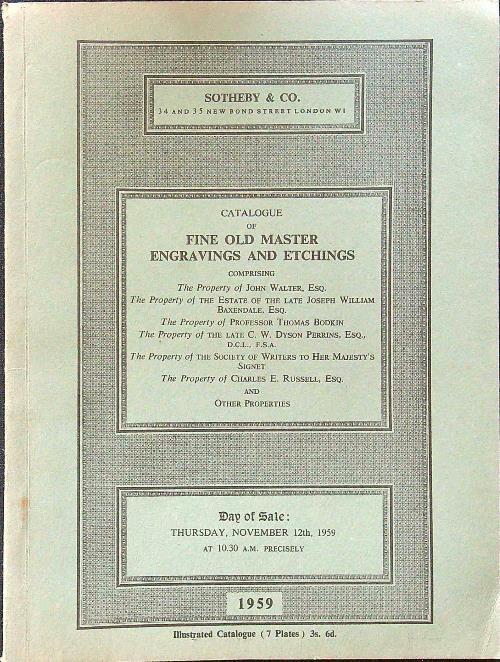 SOTHEBY & CO.
34 AND 35 NEW BOND STREET LONDON W1
CATALOGUE
OF
FINE OLD MASTER
ENGRAVINGS AND ETCHINGS
COMPRISING
The Property of JOHN WALTER, ESQ.
The Property of THE ESTATE OF THE LATE JOSEPH WILLIAM
BAXENDALE, ESQ.
The Property of PROFESSOR THOMAS BODKIN
The Property of THE LATE C. W. DYSON PERRINS, ESQ.,
D.C.L., F.S.A.
The Property of THE SOCIETY OF WRITERS TO HER MAJESTY'S
SIGNET
The Property of CHARLES E. RUSSELL, ESQ.
AND
OTHER PROPERTIES
Day of Sale:
THURSDAY, NOVEMBER 12th, 1959
AT 10.30 A.M. PRECISELY
1959
Illustrated Catalogue (7 Plates) 3s. 6d.